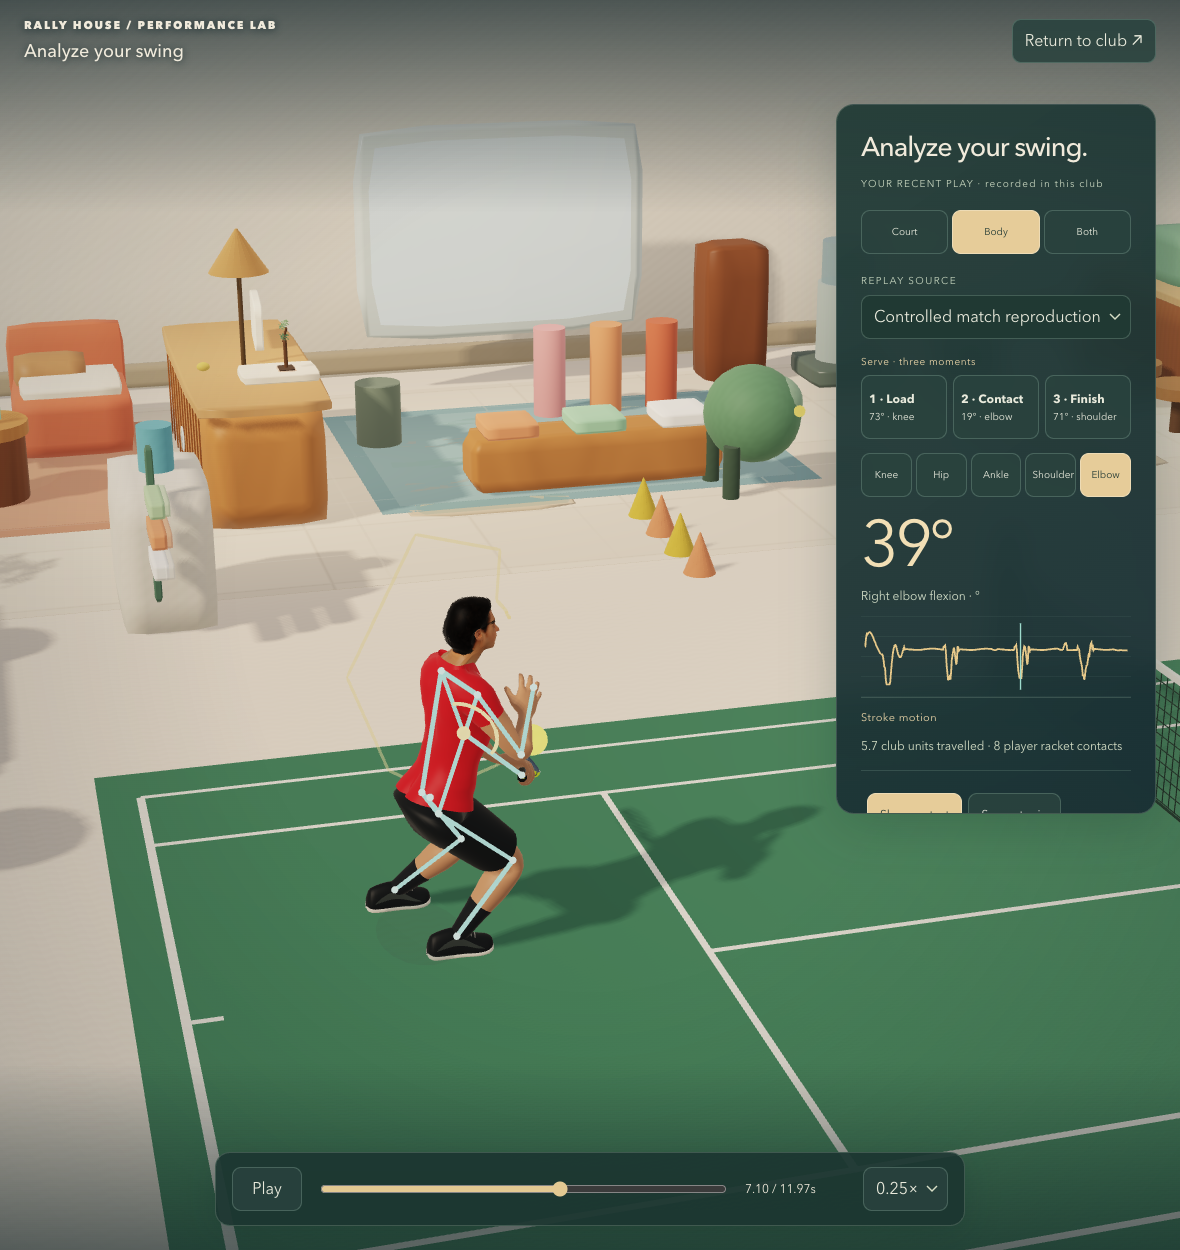 RALLY HOUSE / PERFORMANCE LAB
Analyze your swing
Return to club ↗
Analyze your swing.
YOUR RECENT PLAY · recorded in this club
Court Body Both
REPLAY SOURCE
Controlled match reproduction
Serve · three moments
1 · Load 2 · Contact 3 · Finish
73° · knee 19° · elbow 71° · shoulder
Knee Hip Ankle Shoulder Elbow
39°
Right elbow flexion · °
Stroke motion
5.7 club units travelled · 8 player racket contacts
Play 7.10 / 11.97s 0.25×